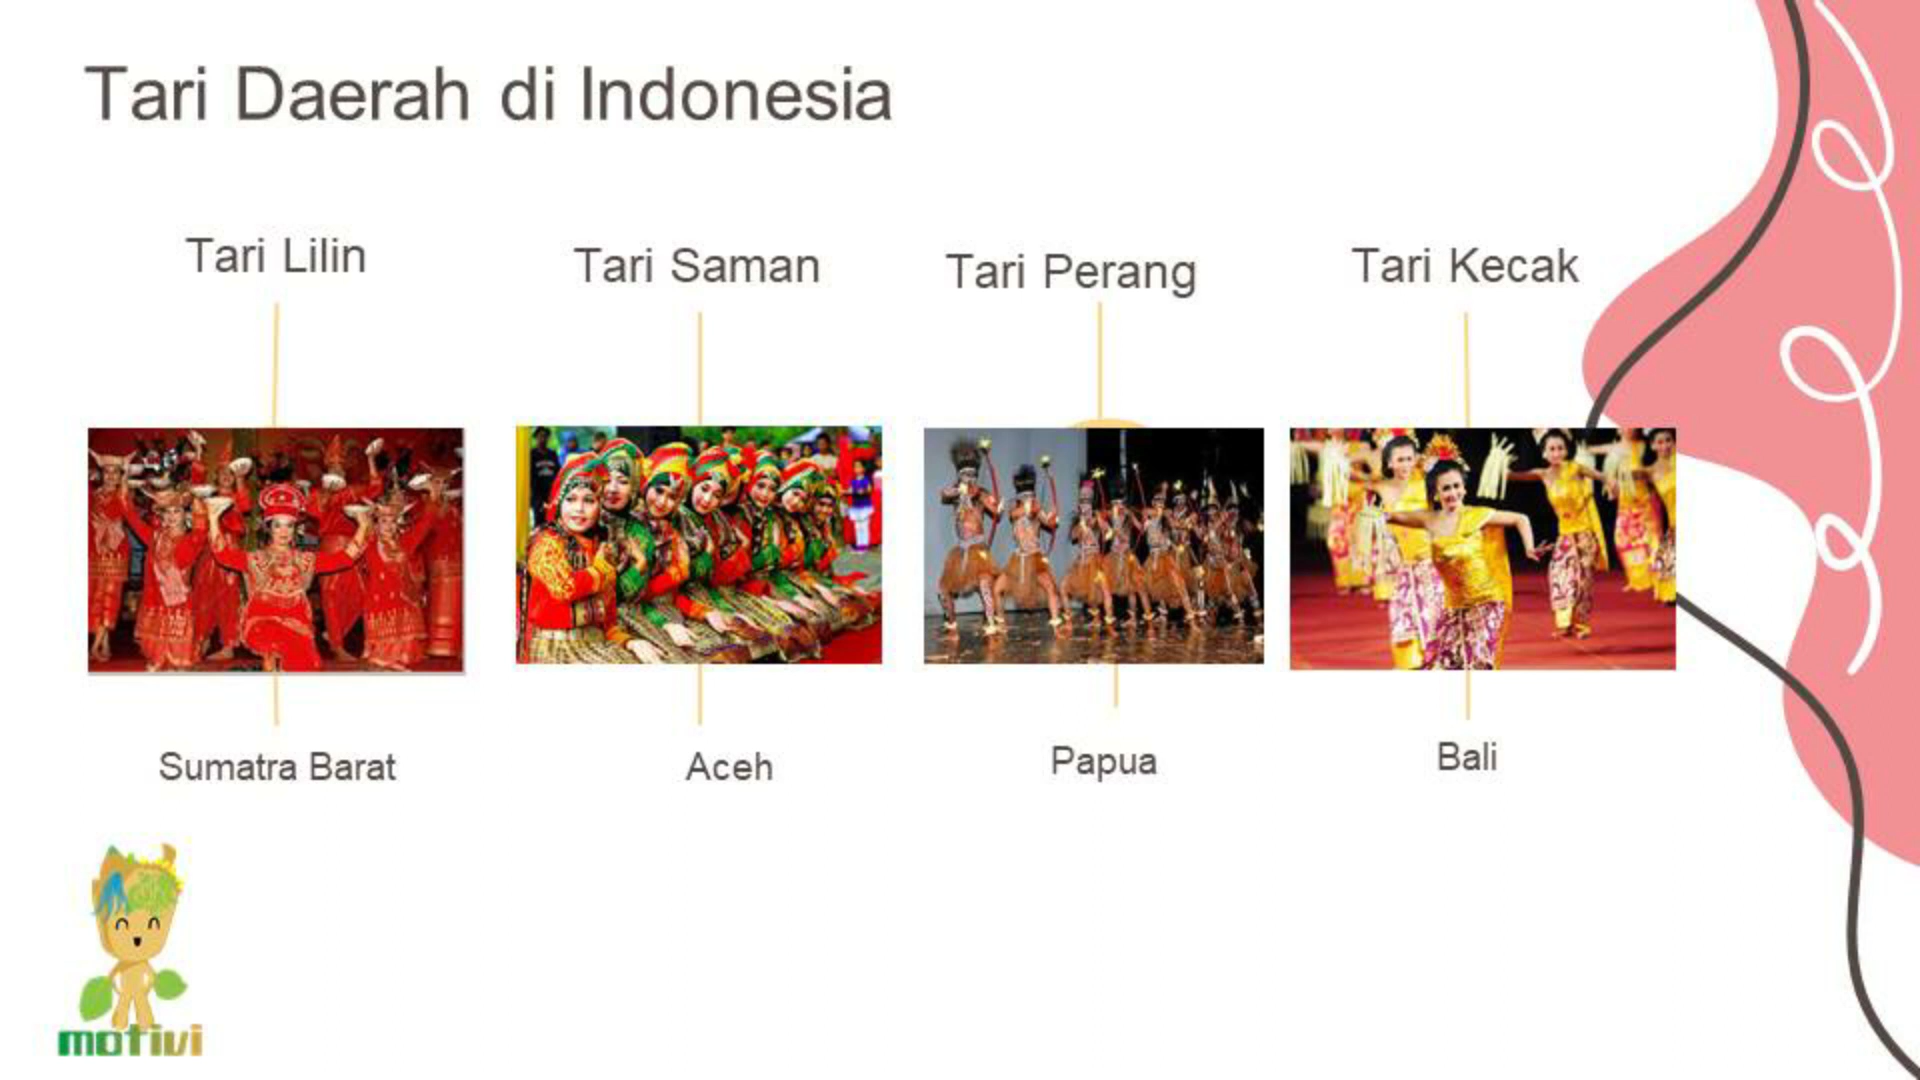 Tari Daerah di Indonesia
Tari Lilin
Tari Saman
Tari Perang
Tari Kecak
Sumatra Barat
Aceh
Papua
Bali
motivi